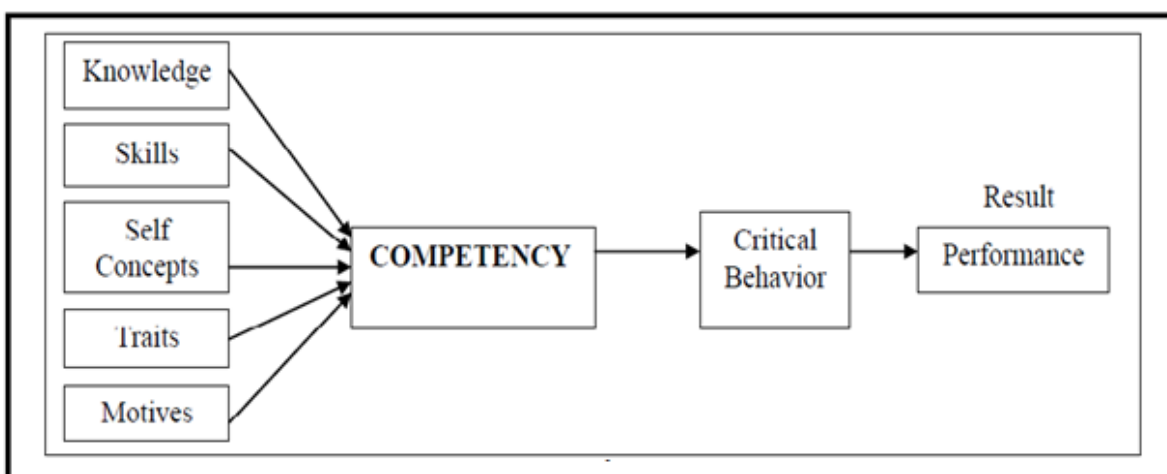 Knowledge
Skills
Self
Concepts
Traits
Motives
COMPETENCY
Critical
Behavior
Result
Performance